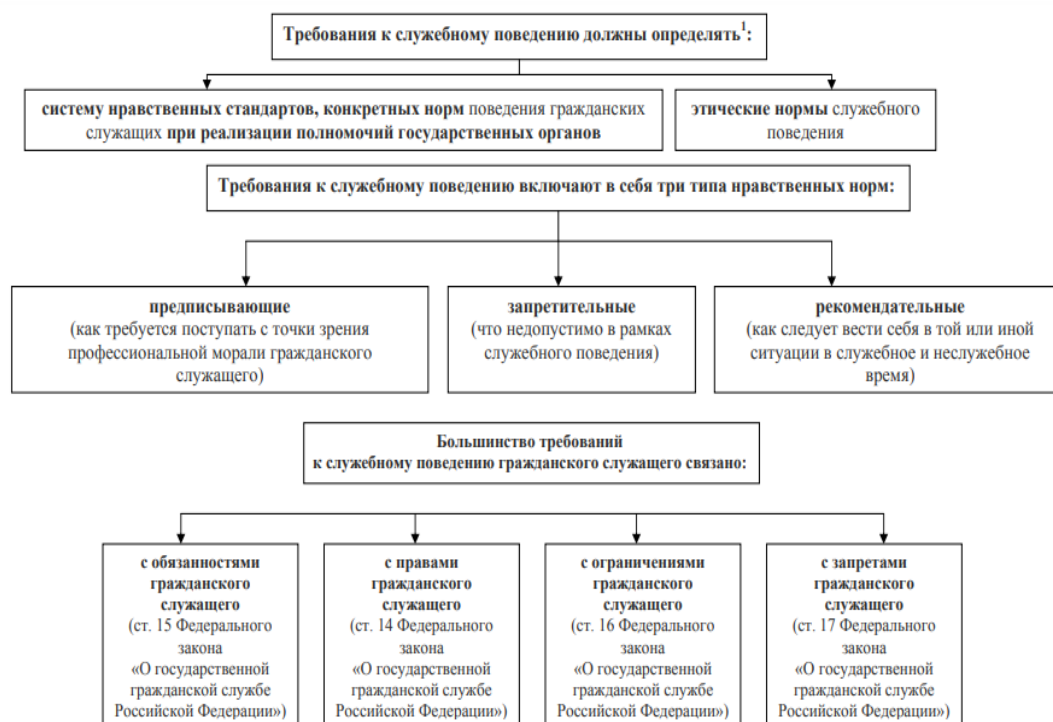 Требования к служебному поведению должны определять¹:
систему нравственных стандартов, конкретных норм поведения гражданских
служащих при реализации полномочий государственных органов
этические нормы служебного
поведения
Требования к служебному поведению включают в себя три типа нравственных норм:
предписывающие
(как требуется поступать с точки зрения
профессиональной морали гражданского
служащего)
запретительные
(что недопустимо в рамках
служебного поведения)
рекомендательные
(как следует вести себя в той или иной
ситуации в служебное и неслужебное
время)
Большинство требований
к служебному поведению гражданского служащего связано:
с обязанностями
гражданского
служащего
(ст. 15 Федерального
закона
«О государственной
гражданской службе
Российской Федерации»)
с правами
гражданского
служащего
(ст. 14 Федерального
закона
«О государственной
гражданской службе
Российской Федерации»)
с ограничениями
гражданского
служащего
(ст. 16 Федерального
закона
«О государственной
гражданской службе
Российской Федерации»)
с запретами
гражданского
служащего
(ст. 17 Федерального
закона
«О государственной
гражданской службе
Российской Федерации»)